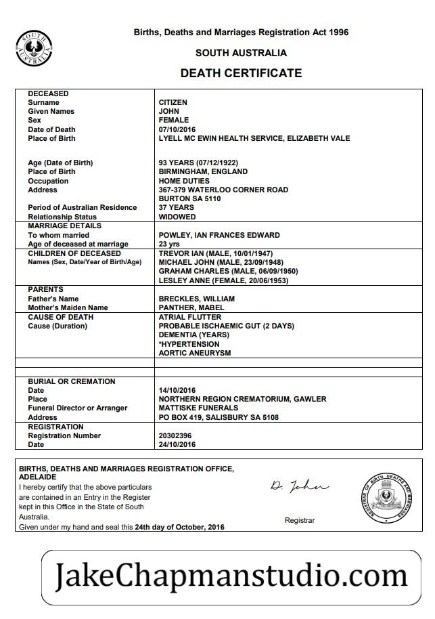 Births, Deaths and Marriages Registration Act 1996
SOUTH AUSTRALIA
DEATH CERTIFICATE
DECEASED
Surname CITIZEN
Given Names JOHN
Sex FEMALE
Date of Death 07/10/2016
Place of Birth LYELL MC EWIN HEALTH SERVICE, ELIZABETH VALE
Age (Date of Birth) 93 YEARS (07/12/1922)
Place of Birth BIRMINGHAM, ENGLAND
Occupation HOME DUTIES
Address 367-379 WATERLOO CORNER ROAD
BURTON SA 5110
Period of Australian Residence 37 YEARS
Relationship Status WIDOWED
MARRIAGE DETAILS
To whom married POWLEY, IAN FRANCES EDWARD
Age of deceased at marriage 23 yrs
CHILDREN OF DECEASED TREVOR IAN (MALE, 10/01/1947)
Names (Sex, Date/Year of Birth/Age) MICHAEL JOHN (MALE, 23/09/1948)
GRAHAM CHARLES (MALE, 06/09/1950)
LESLEY ANNE (FEMALE, 20/06/1953)
PARENTS
Father's Name BRECKLES, WILLIAM
Mother's Maiden Name PANTHER, MABEL
CAUSE OF DEATH ATRIAL FLUTTER
Cause (Duration) PROBABLE ISCHAEMIC GUT (2 DAYS)
DEMENTIA (YEARS)
*HYPERTENSION
AORTIC ANEURYSM
BURIAL OR CREMATION
Date 14/10/2016
Place NORTHERN REGION CREMATORIUM, GAWLER
Funeral Director or Arranger MATTISKE FUNERALS
Address PO BOX 419, SALISBURY SA 5108
REGISTRATION
Registration Number 20302396
Date 24/10/2016
BIRTHS, DEATHS AND MARRIAGES REGISTRATION OFFICE,
ADELAIDE
I hereby certify that the above particulars
are contained in an Entry in the Register
kept in this Office in the State of South
Australia.
Given under my hand and seal this 24th day of October, 2016
D. John
Registrar
JakeChapmanstudio.com